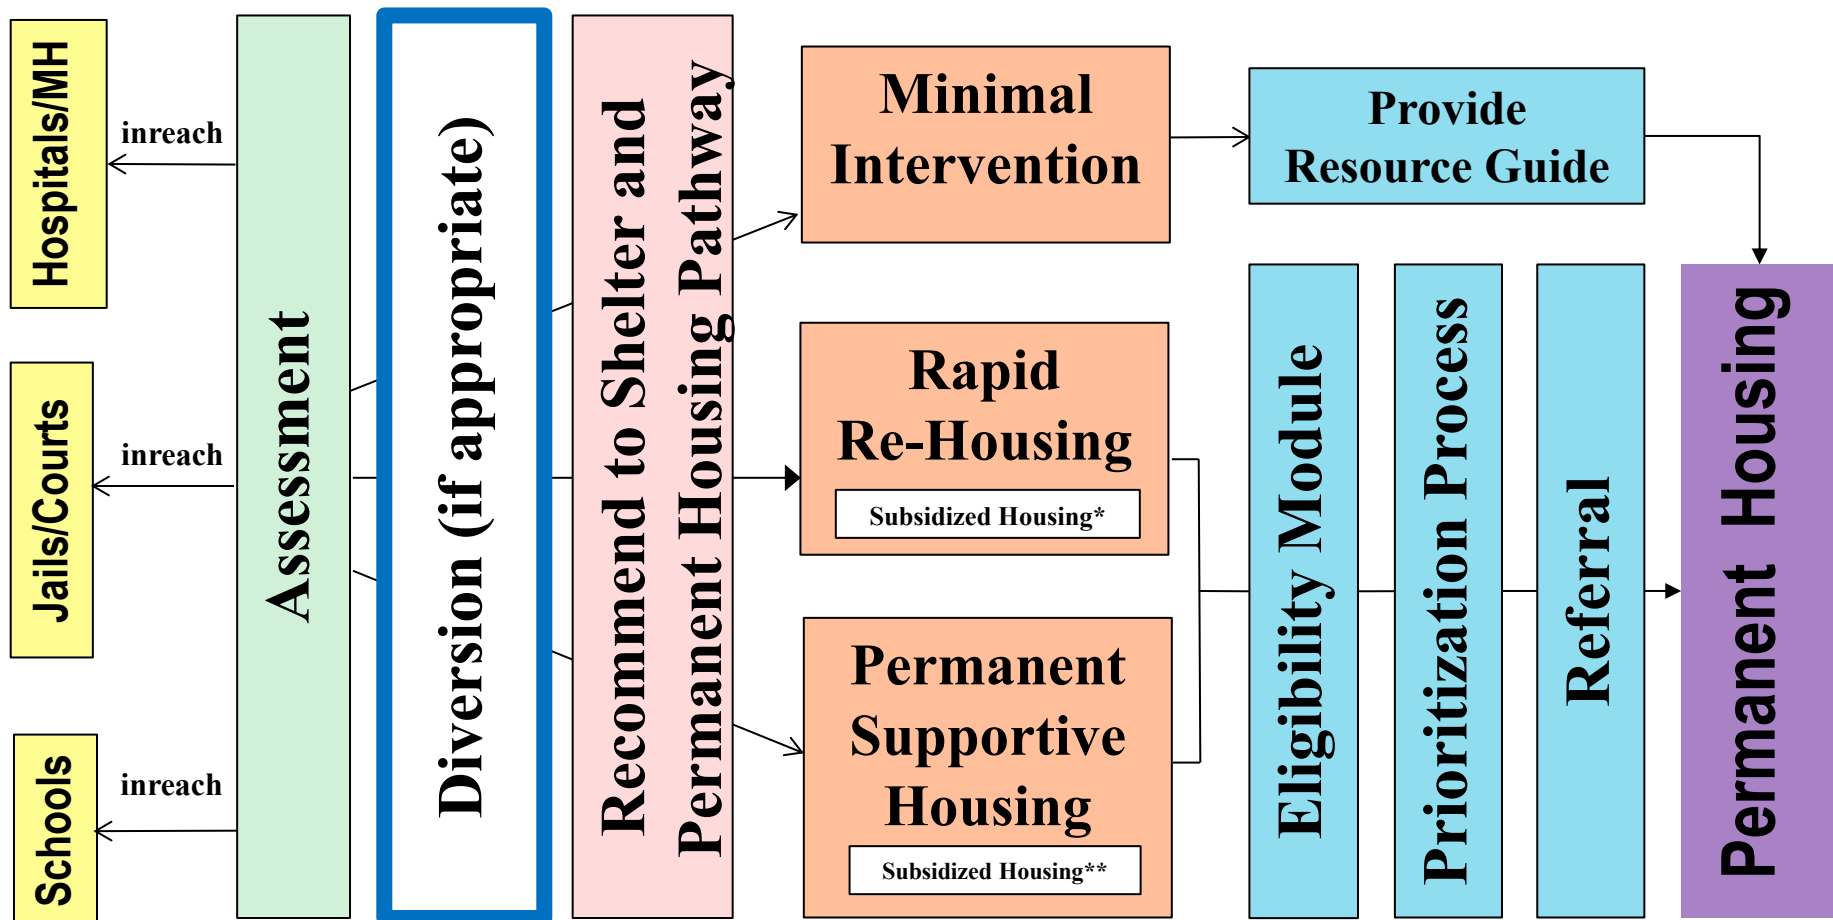 Hospitals/MH
inreach
Jails/Courts
inreach
Schools
inreach
Assessment
Diversion (if appropriate)
Recommend to Shelter and
Permanent Housing Pathway
Minimal
Intervention
Rapid
Re-Housing
Subsidized Housing*
Permanent
Supportive
Housing
Subsidized Housing**
Provide
Resource Guide
Eligibility Module
Prioritization Process
Referral
Permanent Housing